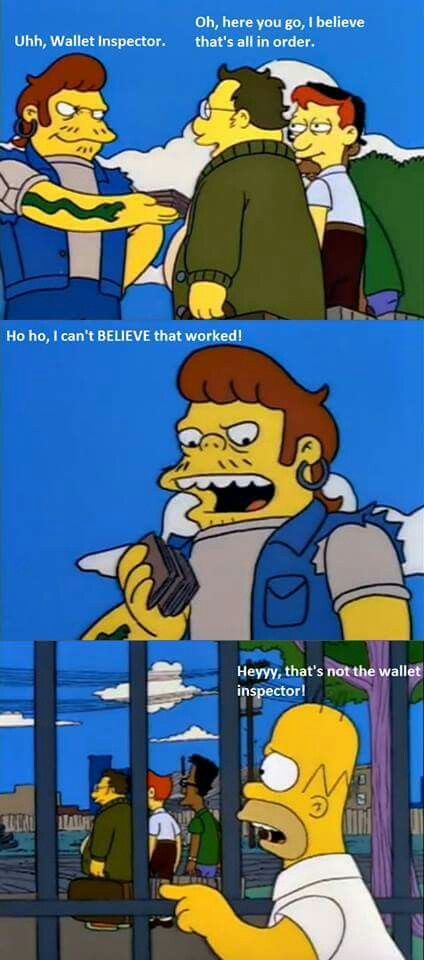 Uhh, Wallet Inspector.
Oh, here you go, I believe
that's all in order.
Ho ho, I can't BELIEVE that worked!
Heyyy, that's not the wallet
inspector!